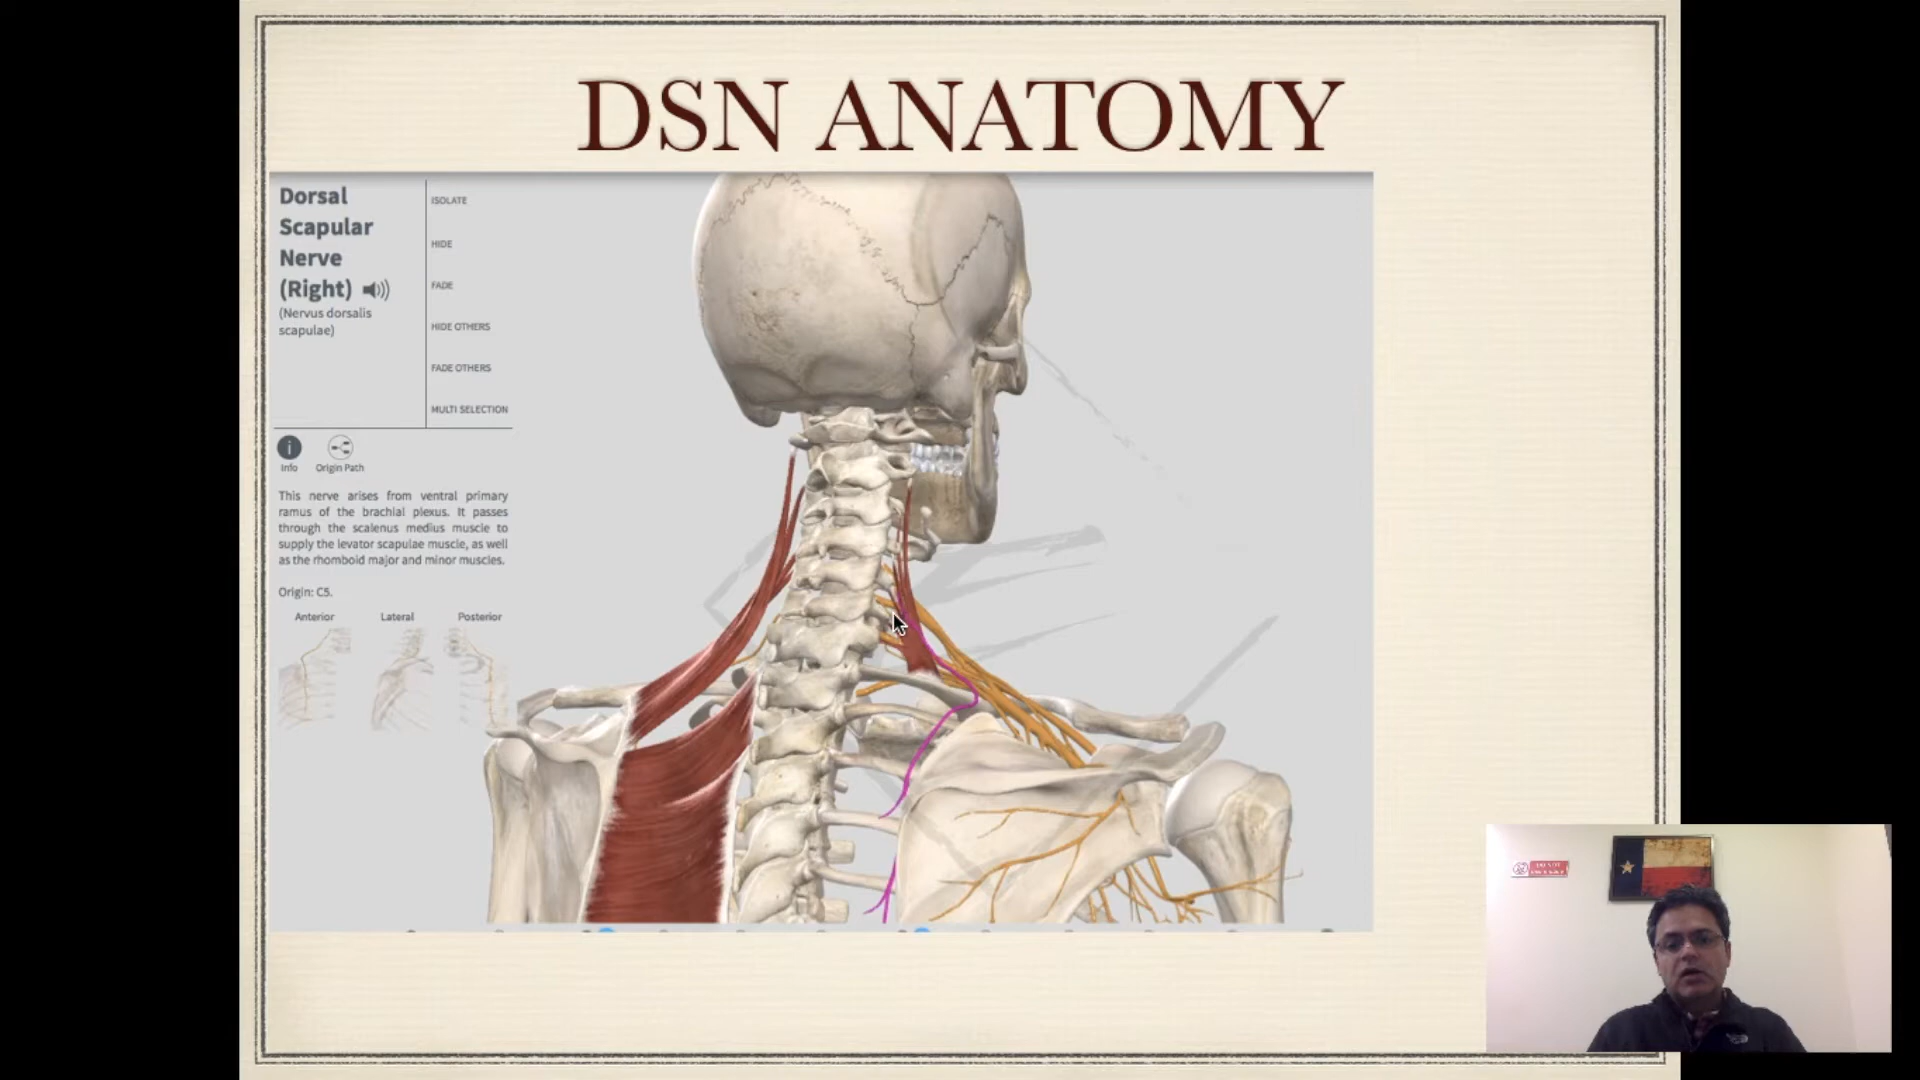 DSN ANATOMY
Dorsal
Scapular
Nerve
(Right)
(Nervus dorsalis
scapulae)
ISOLATE
HIDE
FADE
HIDE OTHERS
FADE OTHERS
MULTI SELECTION
i
Info
Origin Path
This nerve arises from ventral primary
ramus of the brachial plexus. It passes
through the scalenus medius muscle to
supply the levator scapulae muscle, as well
as the rhomboid major and minor muscles.
Origin: C5.
Anterior
Lateral
Posterior